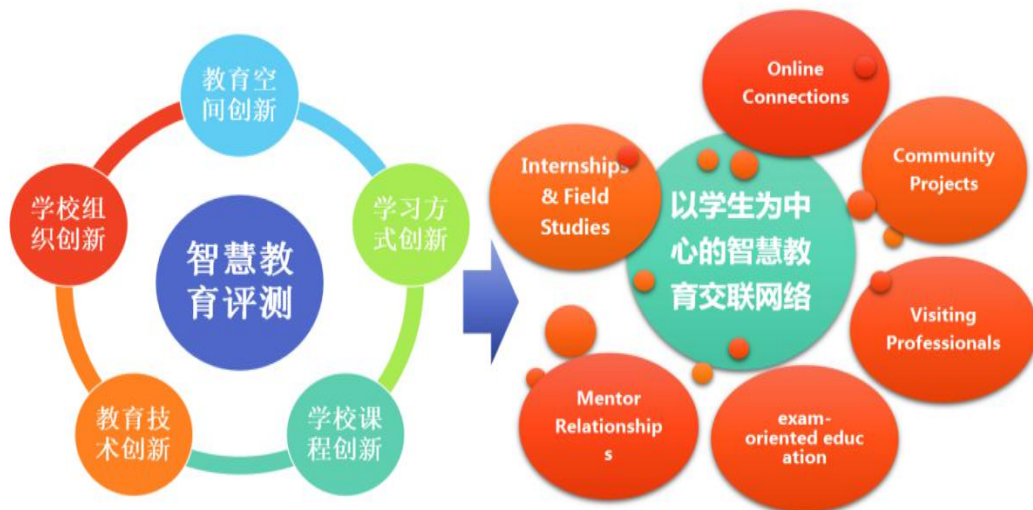 教育空
间创新
学校组
织创新
学习方
式创新
智慧教
育评测
教育技
术创新
学校课
程创新
Online
Connections
Internships
& Field
Studies
Community
Projects
以学生为中
心的智慧教
育交联网络
Visiting
Professionals
Mentor
Relationship
s
exam-
oriented educ
ation